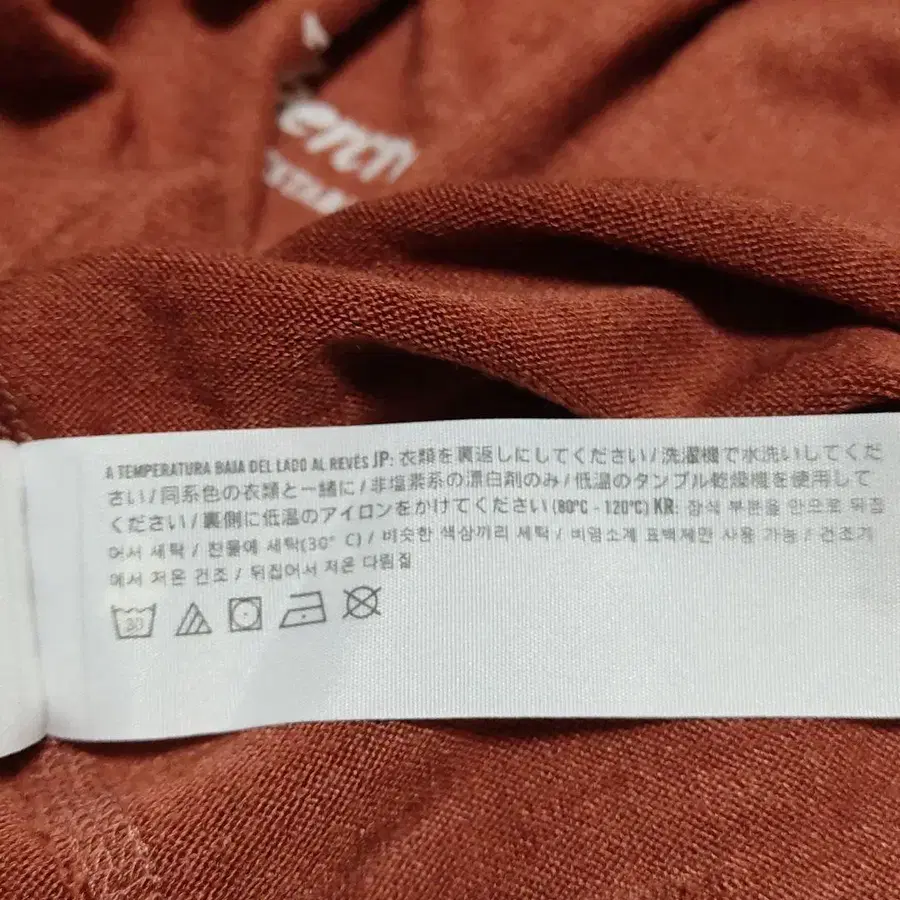 A TEMPERATURA BAJA DEL LADO AL REVÉS JP: 衣類を裏返しにしてください/洗濯機で水洗いしてくだ
さい/同系色の衣類と一緒に/非塩素系の漂白剤のみ/低温のタンブル乾燥機を使用して
ください/裏側に低温のアイロンをかけてください(80°C - 120°C) KR: 장식 부분을 안으로 뒤집
어서 세탁 / 찬물에 세탁(30° C) / 비슷한 색상끼리 세탁 / 비염소계 표백제만 사용 가능 / 건조기
에서 저온 건조 / 뒤집어서 저온 다림질
30